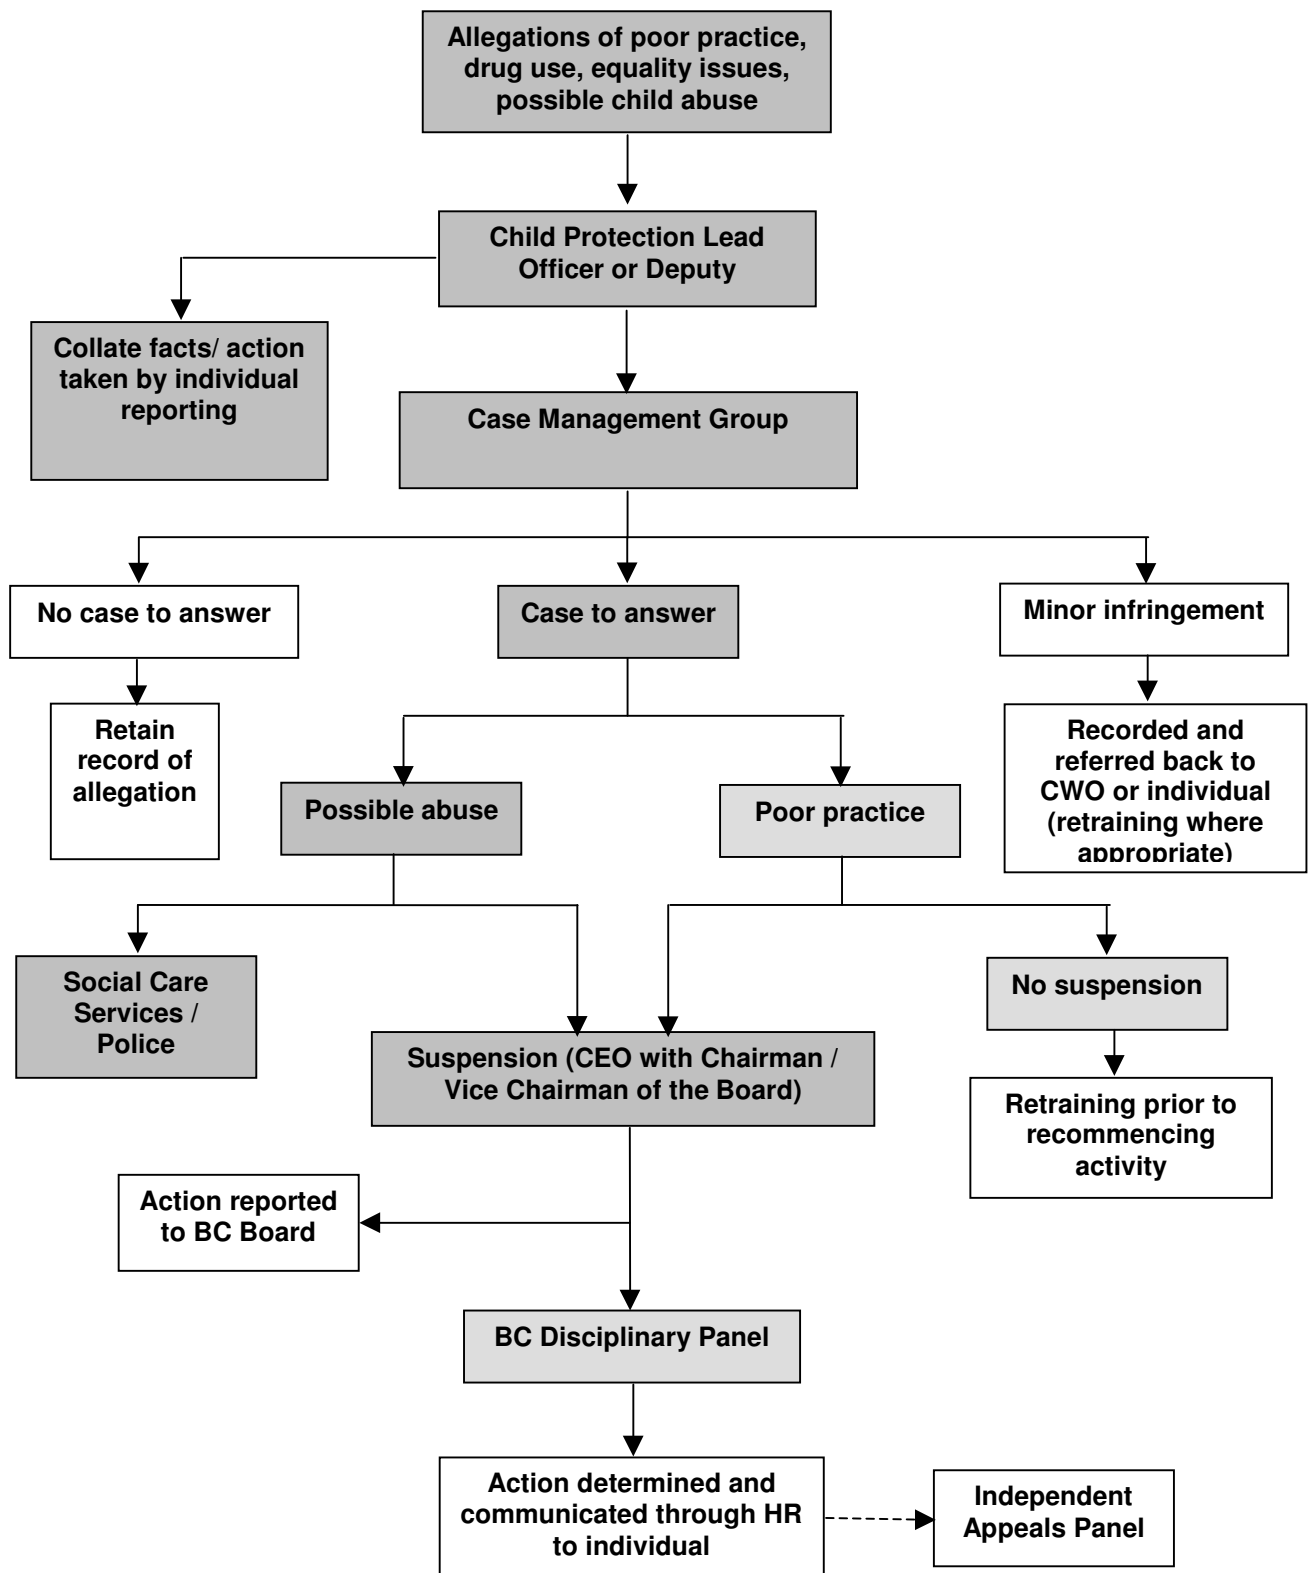 Allegations of poor practice,
drug use, equality issues,
possible child abuse
Child Protection Lead
Officer or Deputy
Collate facts/ action
taken by individual
reporting
Case Management Group
No case to answer
Case to answer
Minor infringement
Retain
record of
allegation
Recorded and
referred back to
CWO or individual
(retraining where
appropriate)
Possible abuse
Poor practice
Social Care
Services /
Police
No suspension
Suspension (CEO with Chairman /
Vice Chairman of the Board)
Retraining prior to
recommencing
activity
Action reported
to BC Board
BC Disciplinary Panel
Action determined and
communicated through HR
to individual
Independent
Appeals Panel